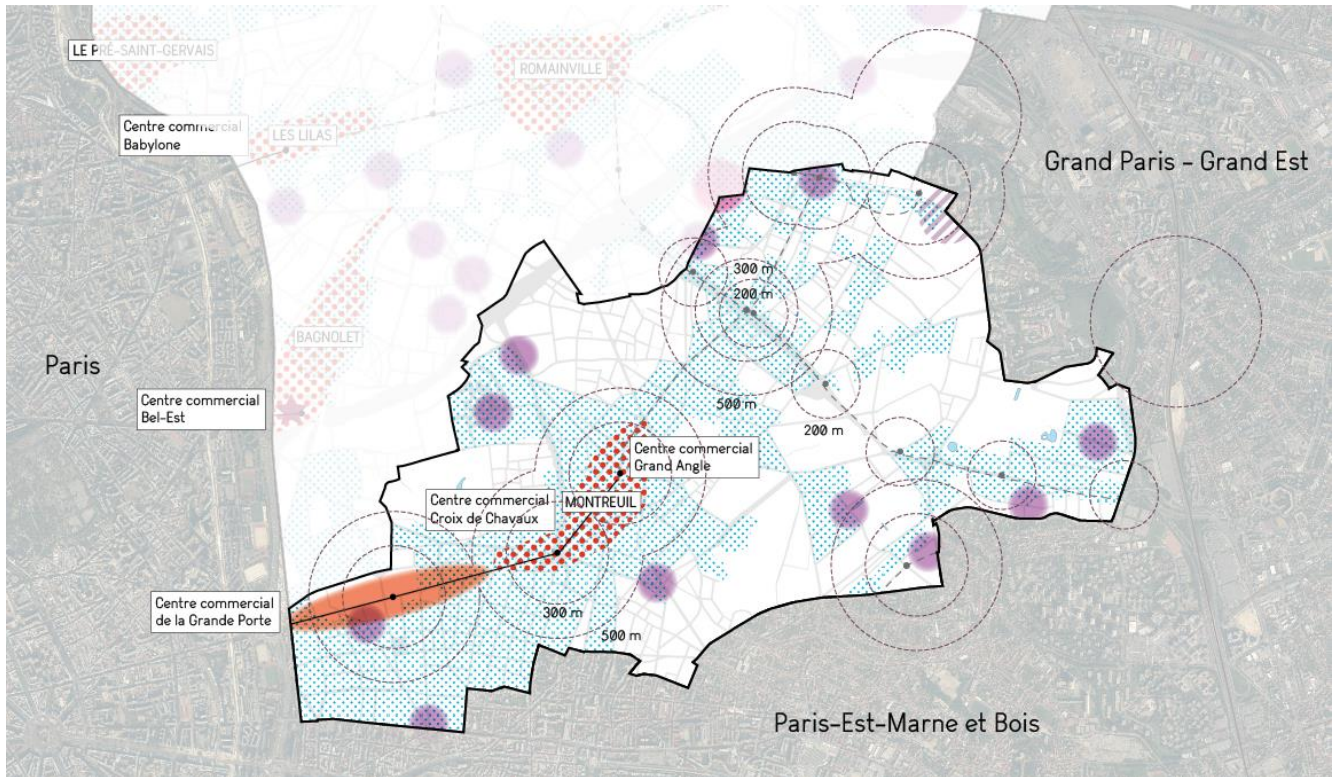 LE PRÉ-SAINT-GERVAIS
ROMAINVILLE
Centre commercial
Babylone
LES LILAS
Grand Paris - Grand Est
300 m
200 m
BAGNOLET
Paris
Centre commercial
Bel-Est
500 m
200 m
Centre commercial
Grand Angle
Centre commercial
Croix de Chavaux
MONTREUIL
Centre commercial
de la Grande Porte
300 m
500 m
Paris-Est-Marne et Bois